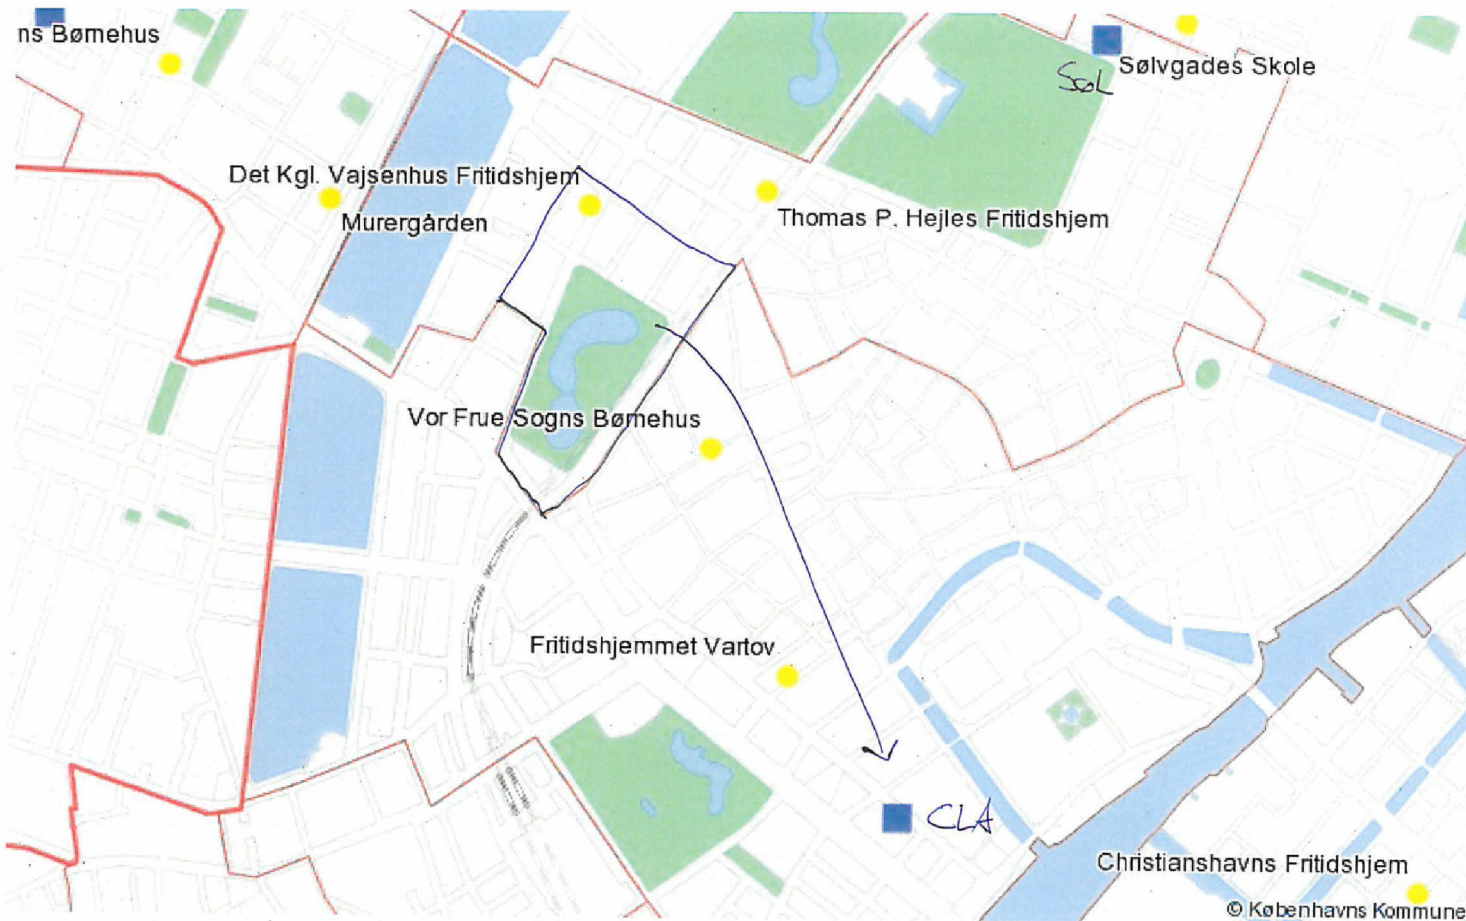 ns Børnehus
Sølvgades Skole
SøL
Det Kgl. Vajsenhus Fritidshjem
Murergården
Thomas P. Hejles Fritidshjem
Vor Frue Sogns Børnehus
Fritidshjemmet Vartov
CLA
Christianshavns Fritidshjem
© Københavns Kommune